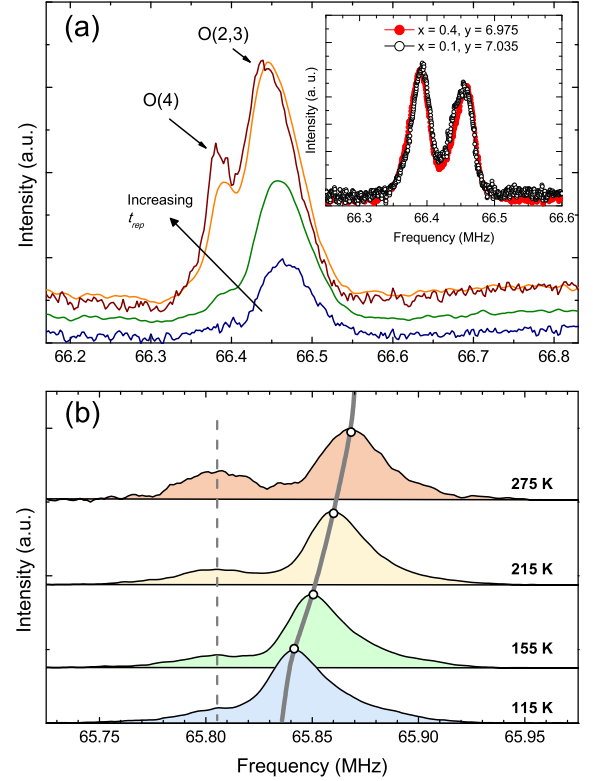 (a)
O(2,3)
O(4)
Increasing
t_rep
Intensity (a.u.)
66.2 66.3 66.4 66.5 66.6 66.7 66.8
x = 0.4, y = 6.975
x = 0.1, y = 7.035
Intensity (a. u.)
66.3 66.4 66.5 66.6
Frequency (MHz)
(b)
275 K
215 K
155 K
115 K
Intensity (a.u.)
65.75 65.80 65.85 65.90 65.95
Frequency (MHz)